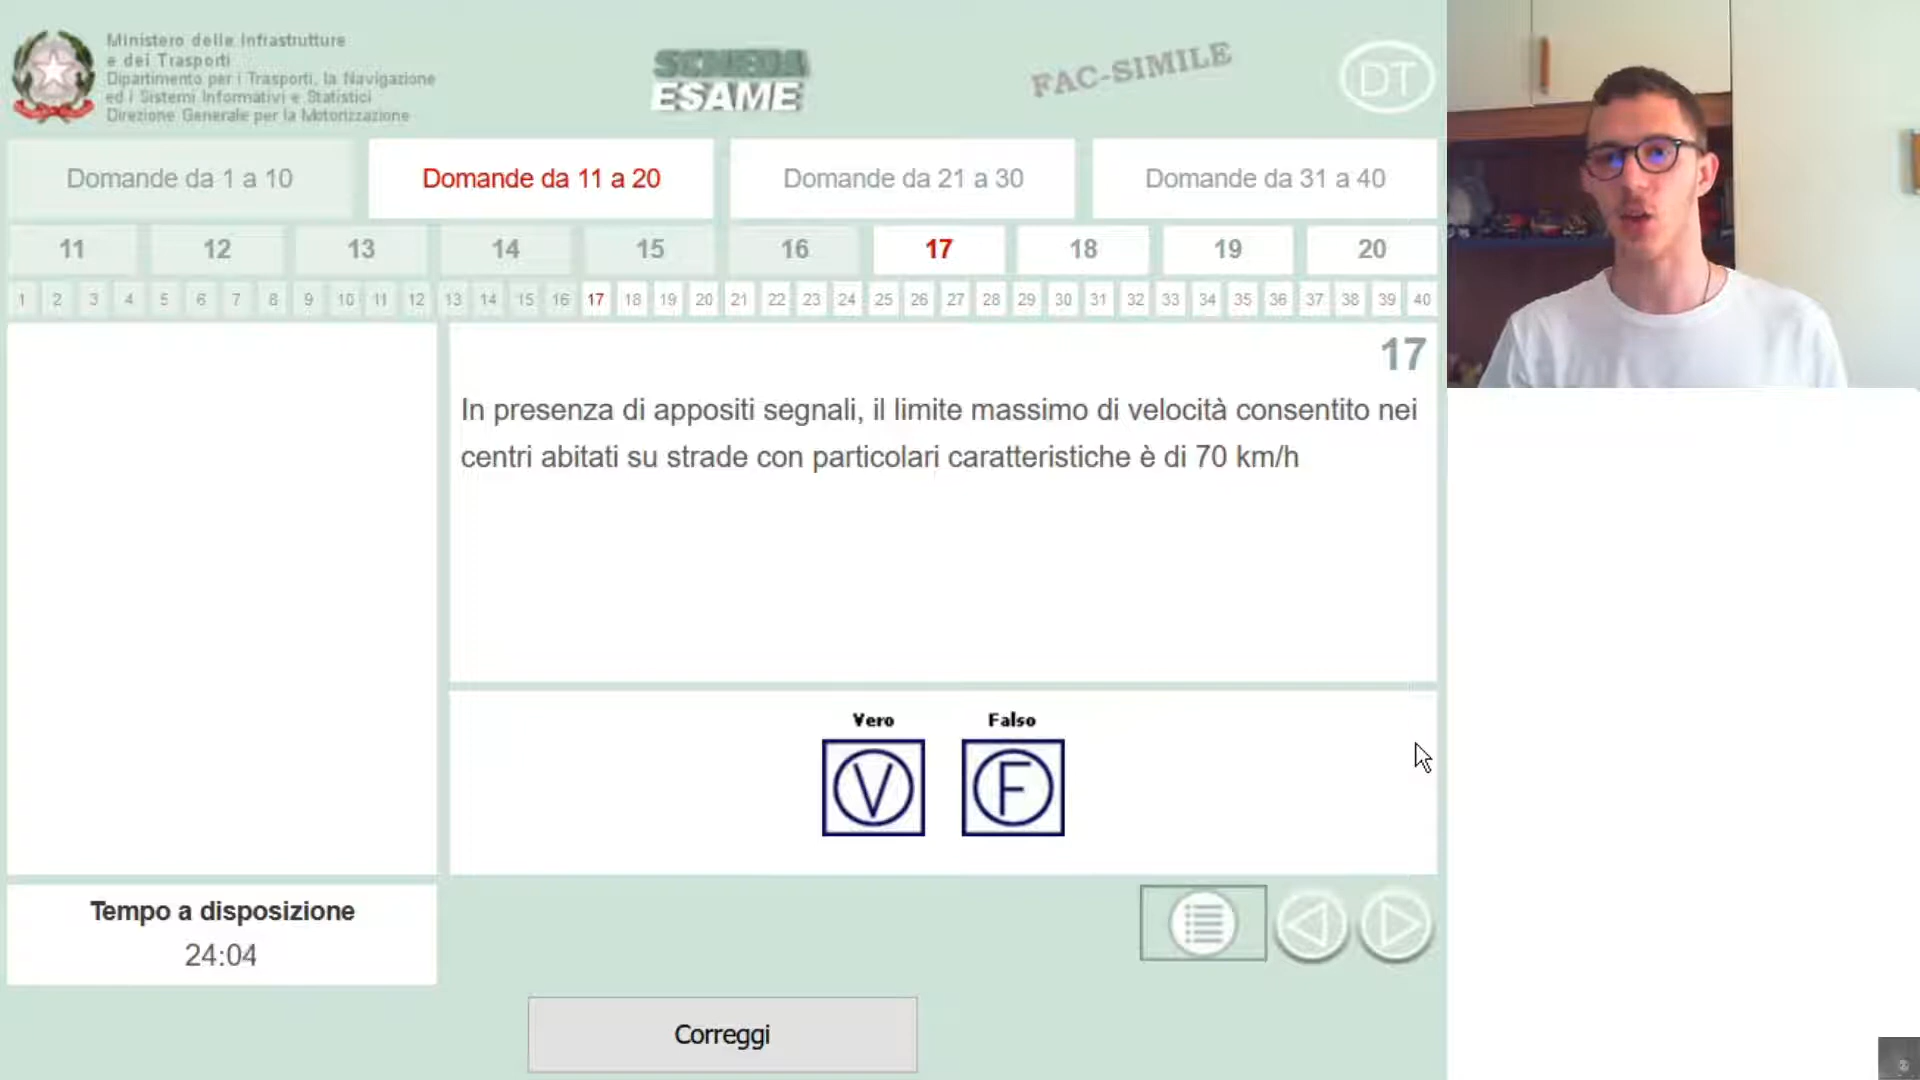 Ministero delle Infrastrutture
e dei Trasporti
Dipartimento per i Trasporti, la Navigazione
ed i Sistemi Informativi e Statistici
Direzione Generale per la Motorizzazione
SCHEDA
ESAME
FAC-SIMILE
DT
Domande da 1 a 10
Domande da 11 a 20
Domande da 21 a 30
Domande da 31 a 40
11 12 13 14 15 16 17 18 19 20
1 2 3 4 5 6 7 8 9 10 11 12 13 14 15 16 17 18 19 20 21 22 23 24 25 26 27 28 29 30 31 32 33 34 35 36 37 38 39 40
17
In presenza di appositi segnali, il limite massimo di velocità consentito nei
centri abitati su strade con particolari caratteristiche è di 70 km/h
Vero
Falso
V
F
Tempo a disposizione
24:04
Correggi